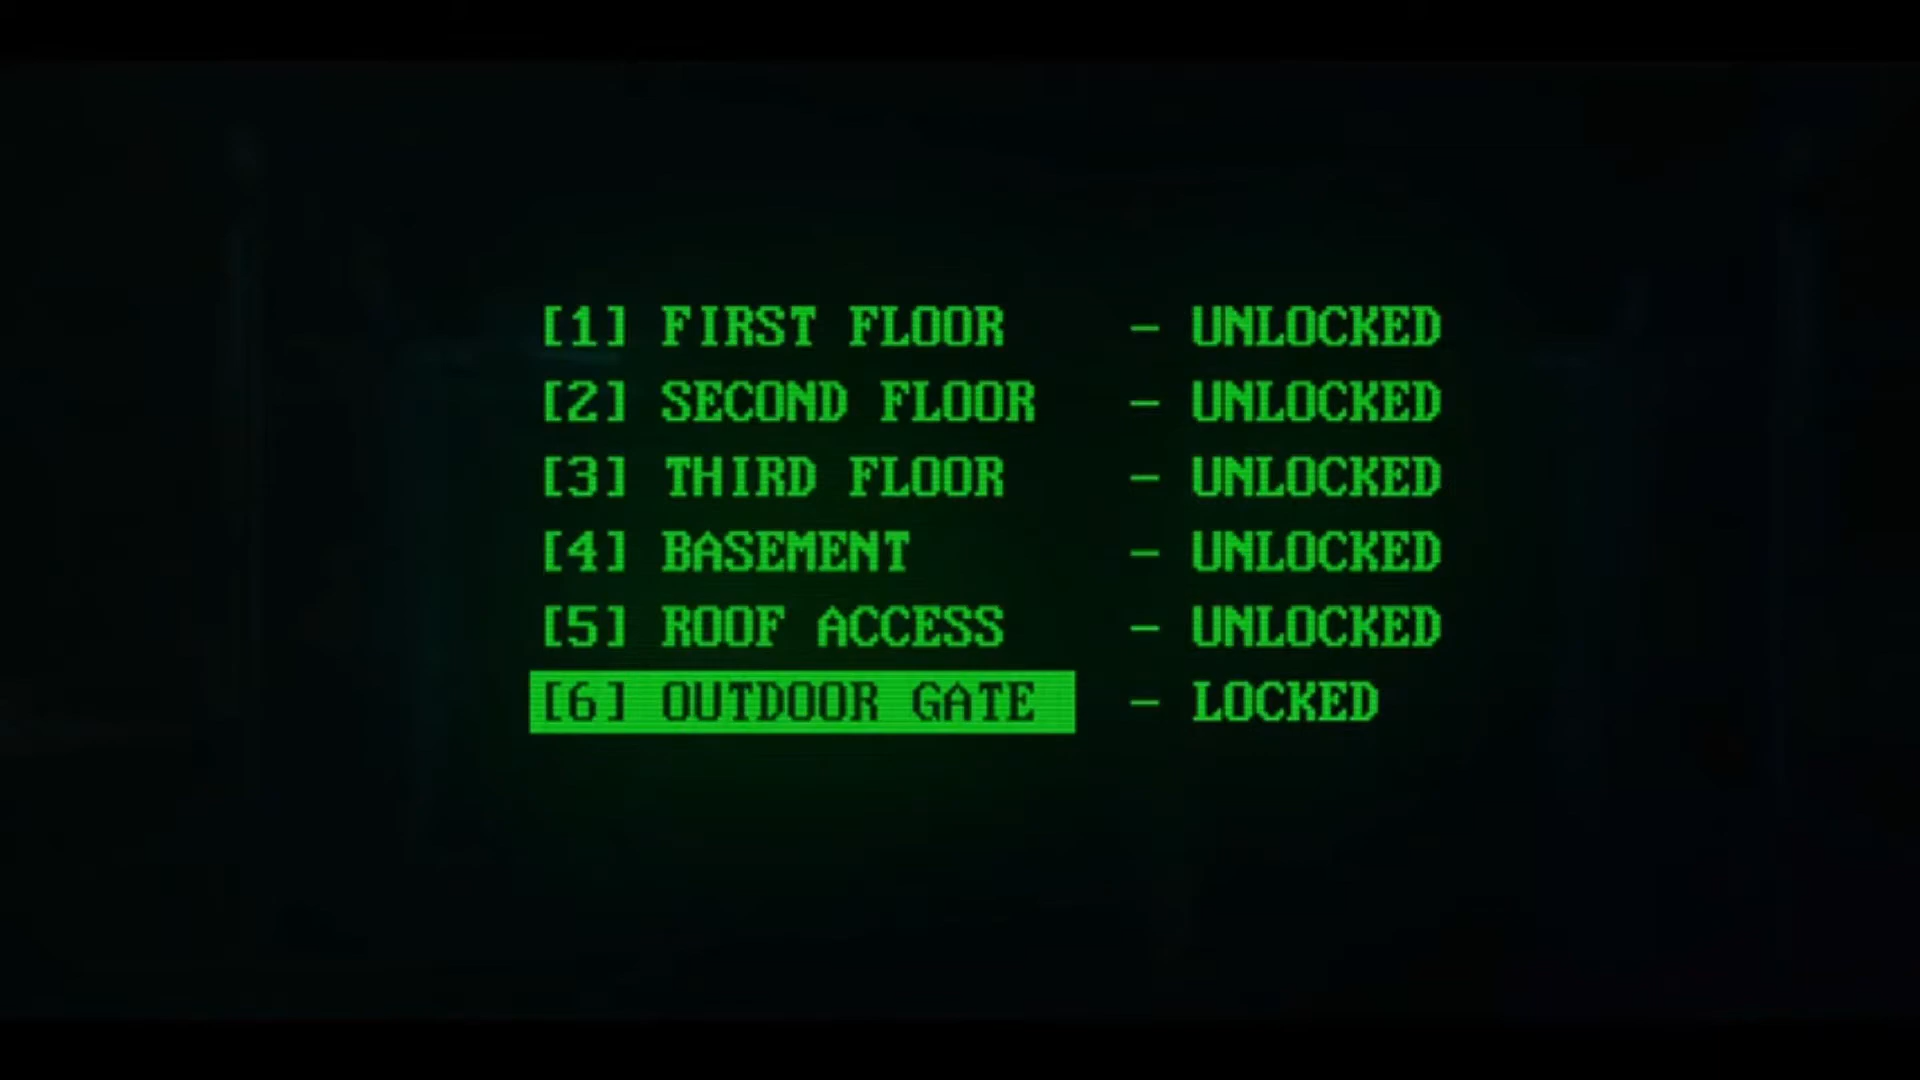 [1] FIRST FLOOR – UNLOCKED
[2] SECOND FLOOR – UNLOCKED
[3] THIRD FLOOR – UNLOCKED
[4] BASEMENT – UNLOCKED
[5] ROOF ACCESS – UNLOCKED
[6] OUTDOOR GATE – LOCKED